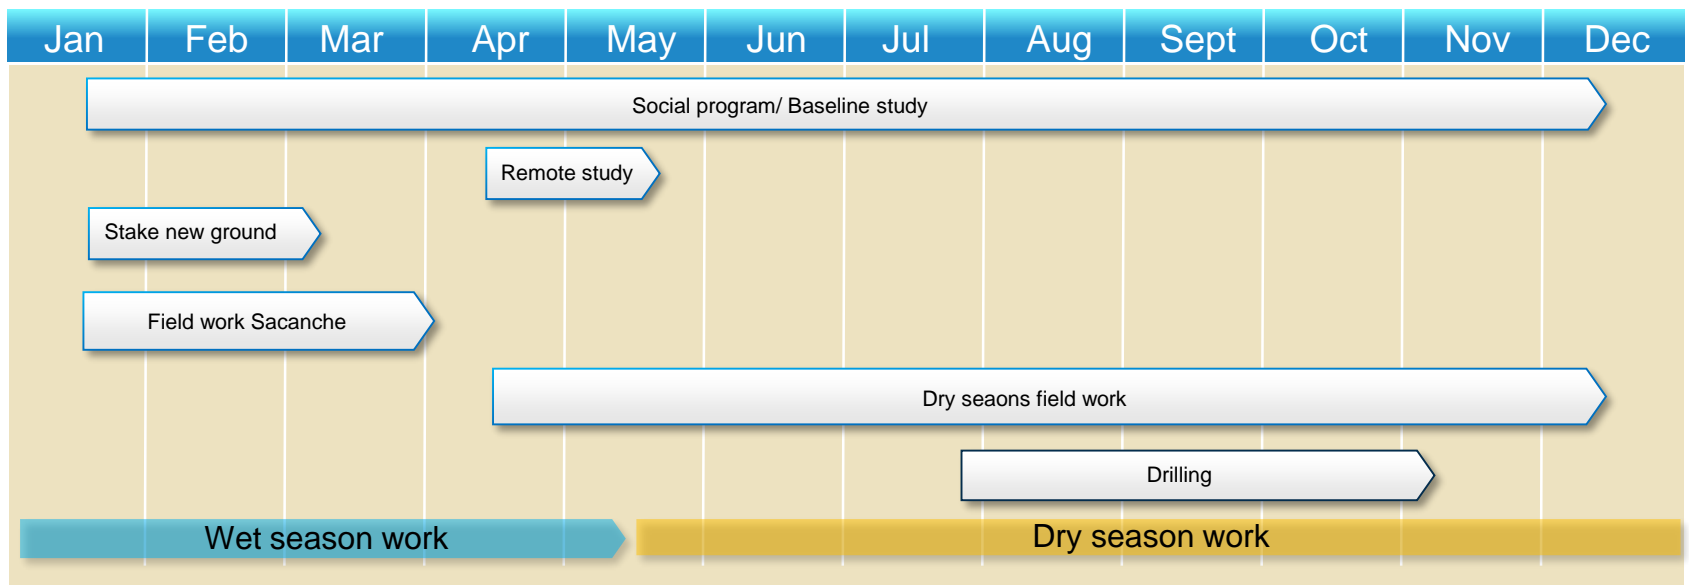 Jan Feb Mar Apr May Jun Jul Aug Sept Oct Nov Dec
Social program/ Baseline study
Remote study
Stake new ground
Field work Sacanche
Dry seaons field work
Drilling
Wet season work
Dry season work